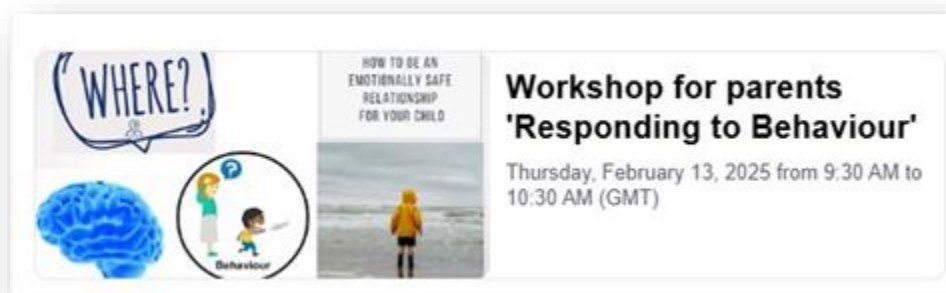 WHERE?
HOW TO BE AN
EMOTIONALLY SAFE
RELATIONSHIP
FOR YOUR CHILD
?
Behaviour
Workshop for parents
'Responding to Behaviour'
Thursday, February 13, 2025 from 9:30 AM to
10:30 AM (GMT)